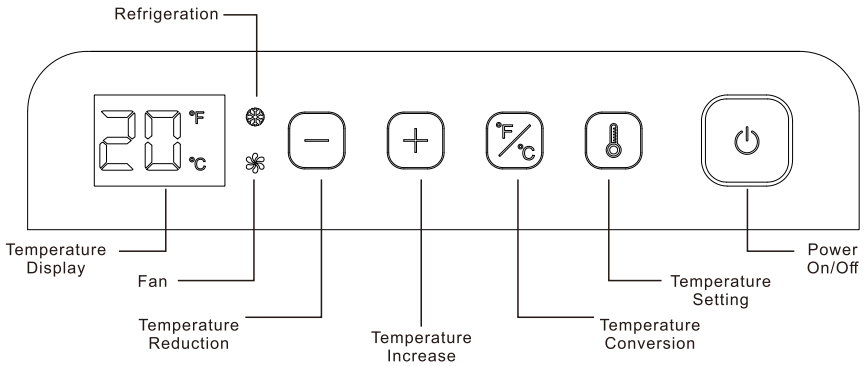 Refrigeration
20
°F
°C
°F/°C
Temperature
Display
Fan
Temperature
Reduction
Temperature
Increase
Temperature
Conversion
Temperature
Setting
Power
On/Off